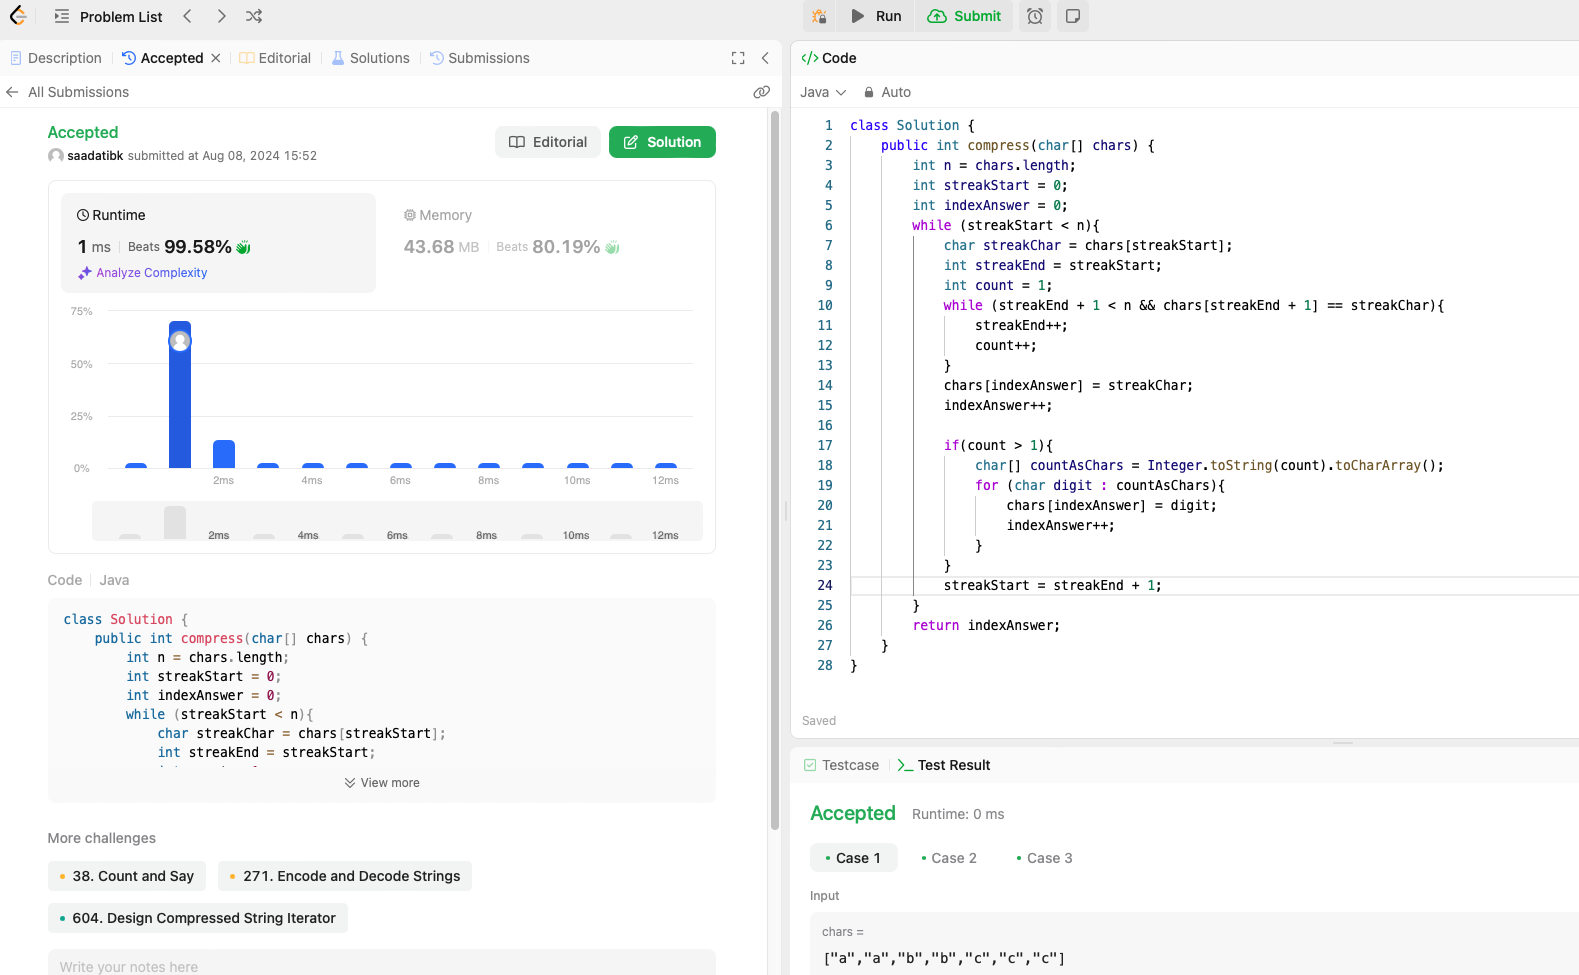 Problem List
Run
Submit
Description
Accepted
Editorial
Solutions
Submissions
All Submissions
Accepted
saadatibk submitted at Aug 08, 2024 15:52
Editorial
Solution
Runtime
1 ms
Beats 99.58%
Analyze Complexity
Memory
43.68 MB
Beats 80.19%
75%
50%
25%
0%
2ms 4ms 6ms 8ms 10ms 12ms
2ms 4ms 6ms 8ms 10ms 12ms
Code
Java
class Solution {
    public int compress(char[] chars) {
        int n = chars.length;
        int streakStart = 0;
        int indexAnswer = 0;
        while (streakStart < n){
            char streakChar = chars[streakStart];
            int streakEnd = streakStart;
View more
More challenges
38. Count and Say
271. Encode and Decode Strings
604. Design Compressed String Iterator
Write your notes here
</> Code
Java
Auto
1 class Solution {
2     public int compress(char[] chars) {
3         int n = chars.length;
4         int streakStart = 0;
5         int indexAnswer = 0;
6         while (streakStart < n){
7             char streakChar = chars[streakStart];
8             int streakEnd = streakStart;
9             int count = 1;
10             while (streakEnd + 1 < n && chars[streakEnd + 1] == streakChar){
11                 streakEnd++;
12                 count++;
13             }
14             chars[indexAnswer] = streakChar;
15             indexAnswer++;
16
17             if(count > 1){
18                 char[] countAsChars = Integer.toString(count).toCharArray();
19                 for (char digit : countAsChars){
20                     chars[indexAnswer] = digit;
21                     indexAnswer++;
22                 }
23             }
24             streakStart = streakEnd + 1;
25         }
26         return indexAnswer;
27     }
28 }
Saved
Testcase
Test Result
Accepted
Runtime: 0 ms
Case 1
Case 2
Case 3
Input
chars =
["a","a","b","b","c","c","c"]